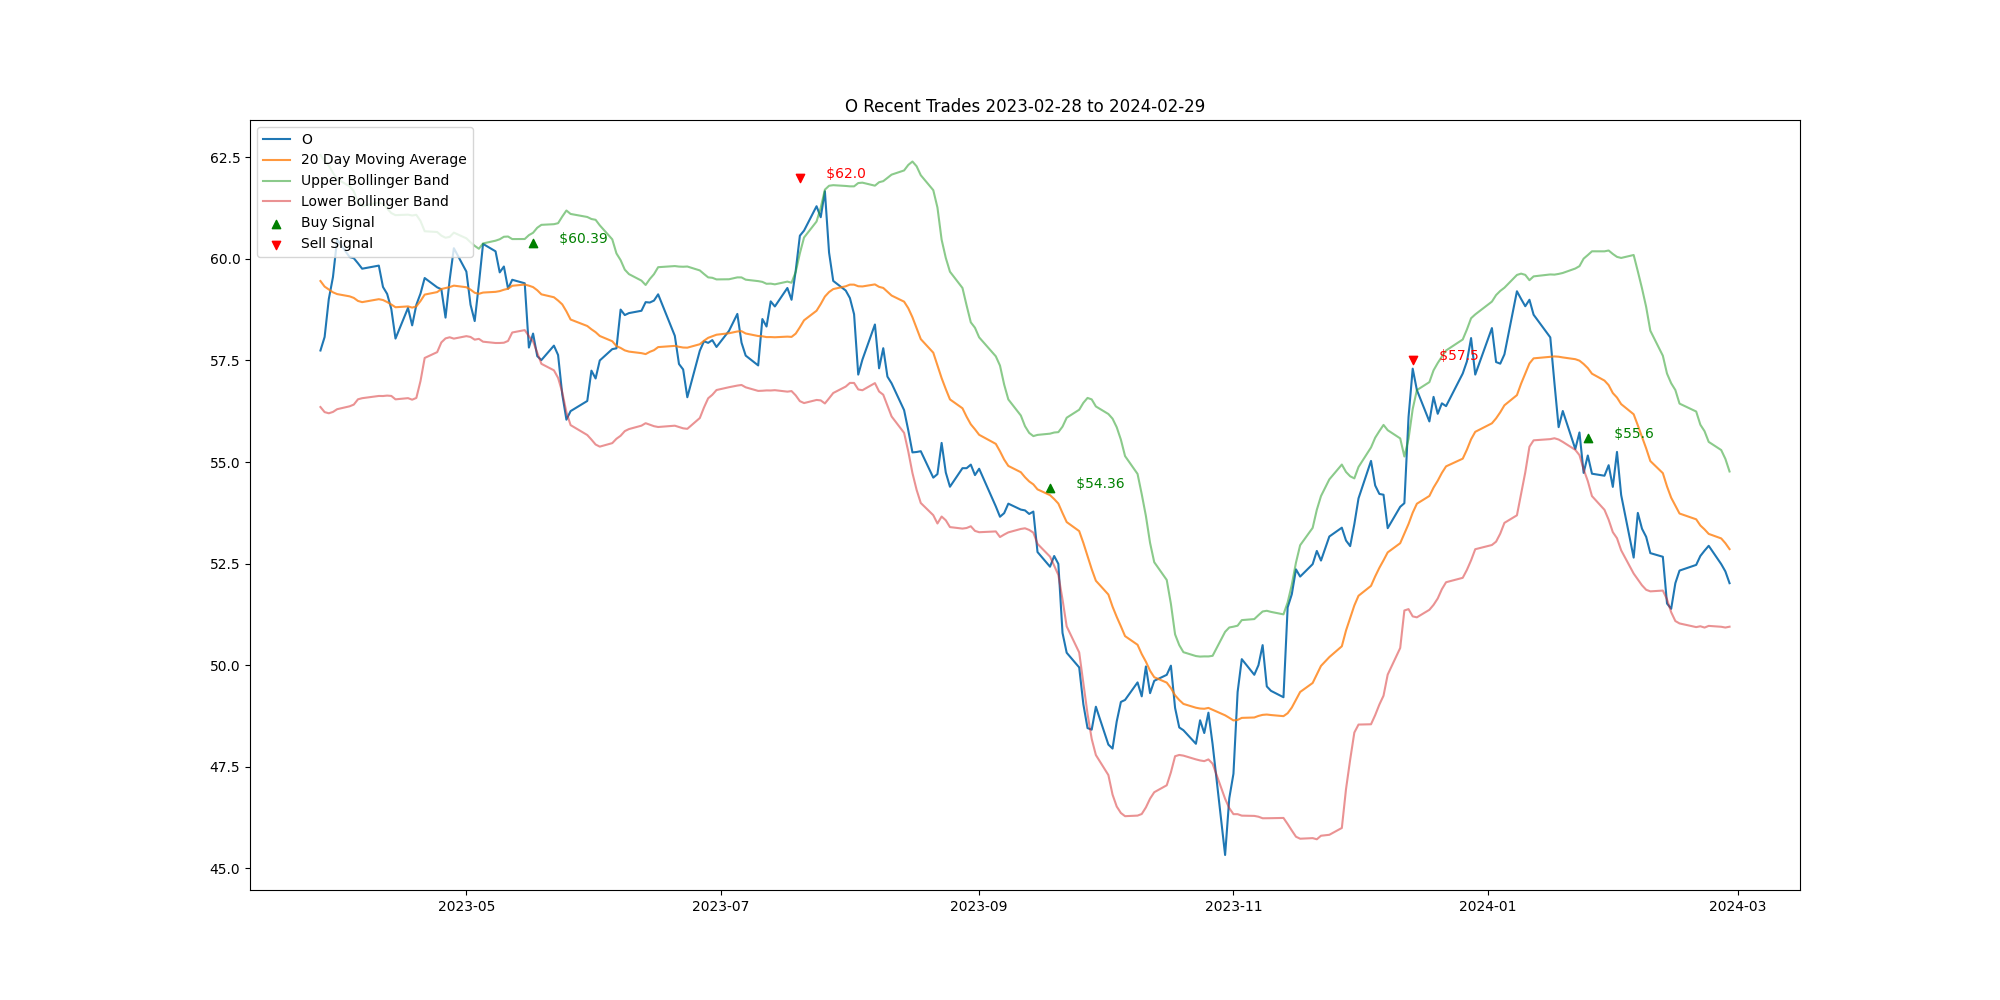 O Recent Trades 2023-02-28 to 2024-02-29
O
20 Day Moving Average
Upper Bollinger Band
Lower Bollinger Band
Buy Signal
Sell Signal
$60.39
$62.0
$54.36
$57.5
$55.6
62.5
60.0
57.5
55.0
52.5
50.0
47.5
45.0
2023-05
2023-07
2023-09
2023-11
2024-01
2024-03